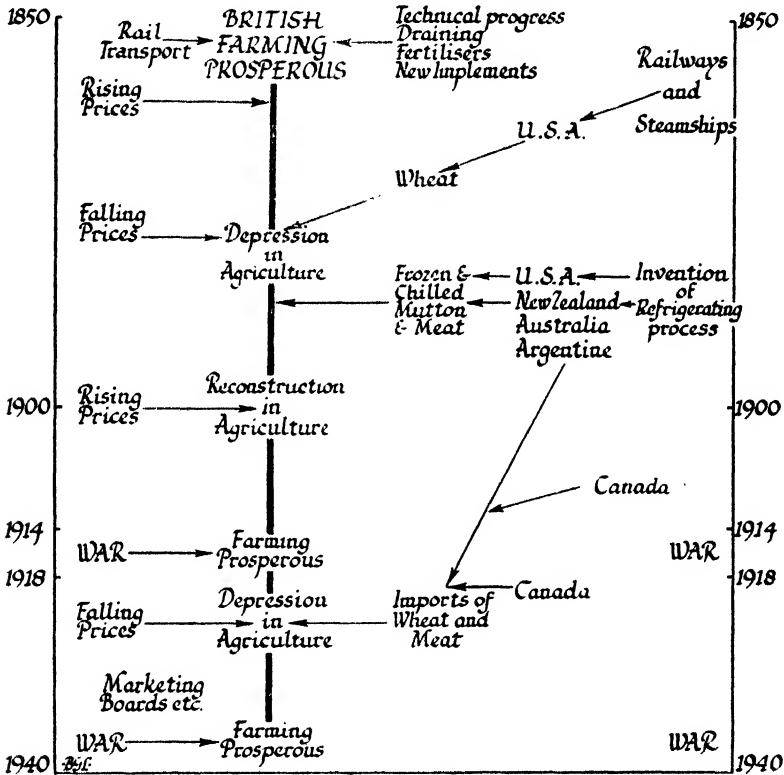 1850
BRITISH
FARMING
PROSPEROUS
Rail
Transport
Technical progress
Draining
Fertilisers
New Implements
1850
Rising
Prices
Railways
and
Steamships
U.S.A.
Wheat
Falling
Prices
Depression
in
Agriculture
Frozen &
Chilled
Mutton
& Meat
U.S.A.
New Zealand
Australia
Argentine
Invention
of
Refrigerating
process
1900
Rising
Prices
Reconstruction
in
Agriculture
1900
Canada
1914
1918
WAR
Farming
Prosperous
WAR
1914
1918
Falling
Prices
Depression
in
Agriculture
Imports of
Wheat and
Meat
Canada
Marketing
Boards etc.
WAR
Farming
Prosperous
WAR
1940
1940